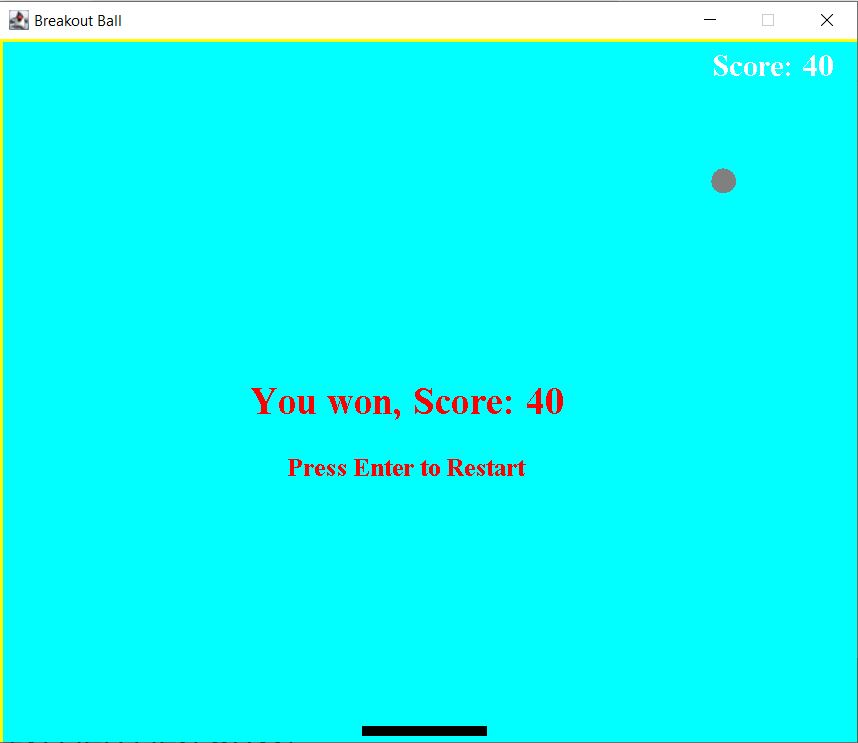 Breakout Ball
Score: 40
You won, Score: 40
Press Enter to Restart